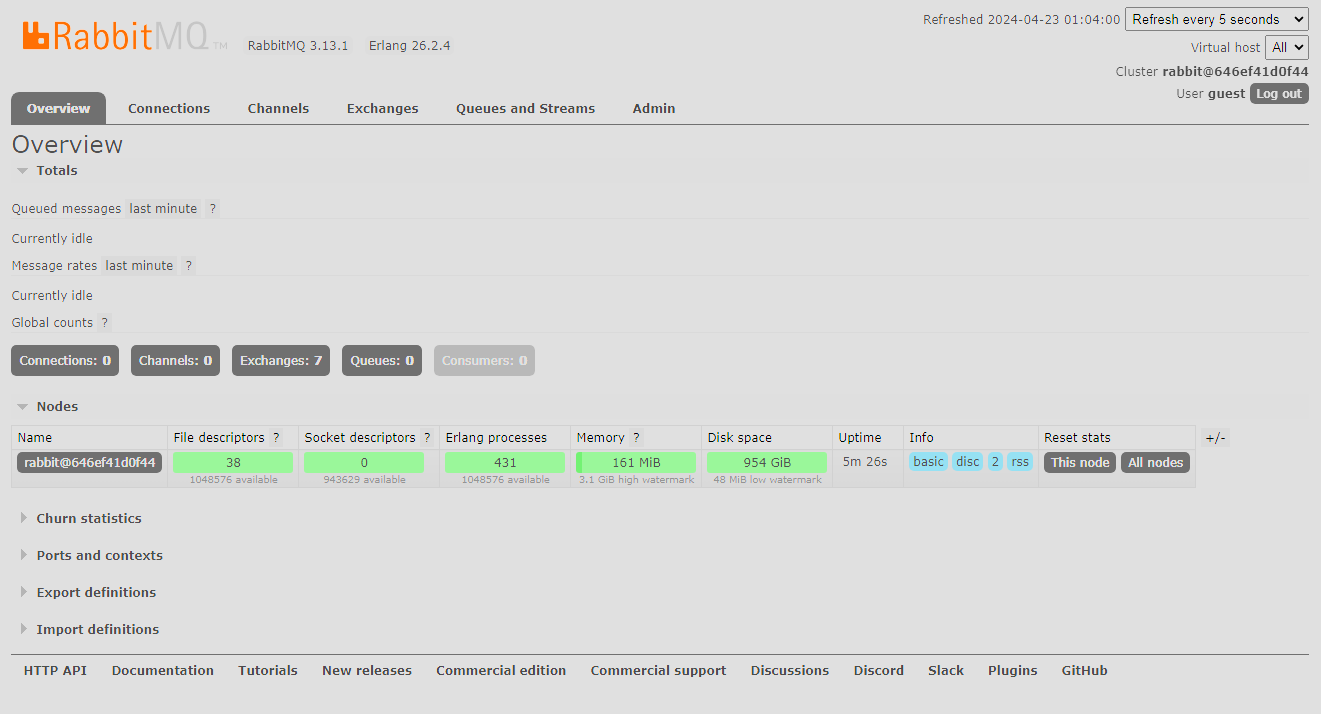 RabbitMQ TM RabbitMQ 3.13.1 Erlang 26.2.4
Refreshed 2024-04-23 01:04:00 Refresh every 5 seconds
Virtual host All
Cluster rabbit@646ef41d0f44
User guest Log out
Overview Connections Channels Exchanges Queues and Streams Admin
Overview
Totals
Queued messages last minute ?
Currently idle
Message rates last minute ?
Currently idle
Global counts ?
Connections: 0 Channels: 0 Exchanges: 7 Queues: 0 Consumers: 0
Nodes
Name File descriptors ? Socket descriptors ? Erlang processes Memory ? Disk space Uptime Info Reset stats +/-
rabbit@646ef41d0f44 38 0 431 161 MiB 954 GiB 5m 26s basic disc 2 rss This node All nodes
1048576 available 943629 available 1048576 available 3.1 GiB high watermark 48 MiB low watermark
Churn statistics
Ports and contexts
Export definitions
Import definitions
HTTP API Documentation Tutorials New releases Commercial edition Commercial support Discussions Discord Slack Plugins GitHub